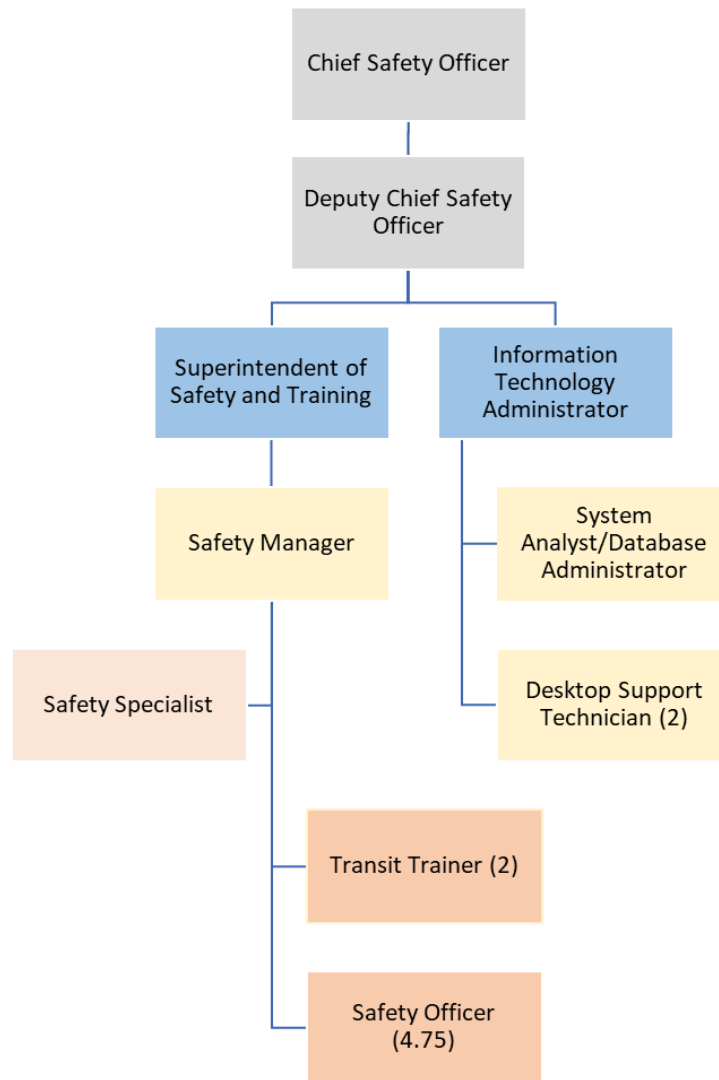 Chief Safety Officer
Deputy Chief Safety
Officer
Superintendent of
Safety and Training
Information
Technology
Administrator
Safety Manager
System
Analyst/Database
Administrator
Safety Specialist
Desktop Support
Technician (2)
Transit Trainer (2)
Safety Officer
(4.75)